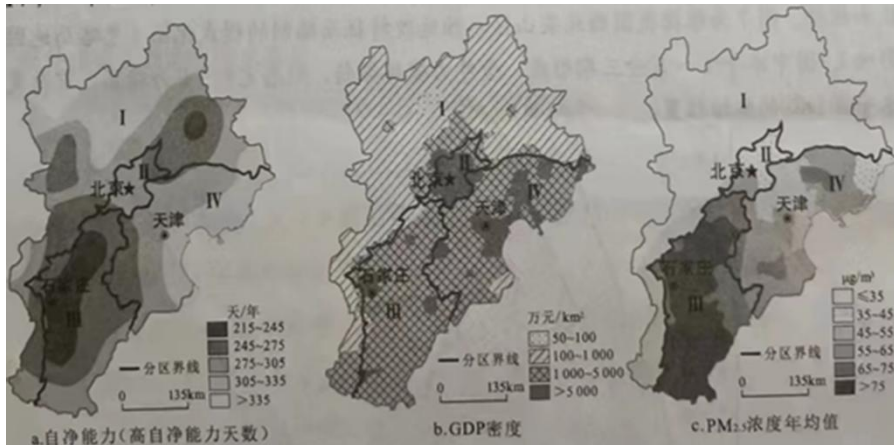 I
II
北京★
IV
天津
石家庄
III
天/年
215~245
245~275
275~305
305~335
>335
分区界线
0 135km
a.自净能力(高自净能力天数)
I
II
北京★
IV
天津
石家庄
III
万元/km²
50~100
100~1 000
1 000~5 000
>5 000
分区界线
0 135km
b.GDP密度
I
II
北京★
IV
天津
石家庄
III
μg/m³
≤35
35~45
45~55
55~65
65~75
>75
分区界线
0 135km
c.PM₂.₅浓度年均值